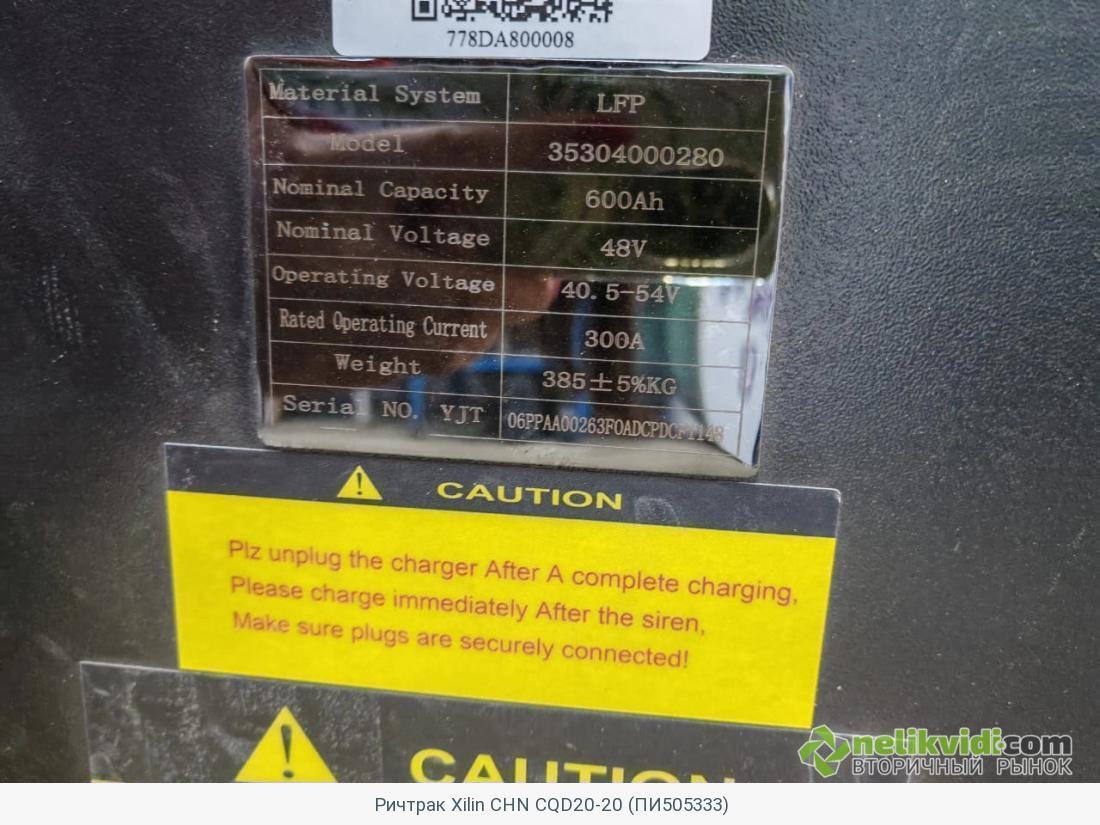 778DA800008
Material System LFP
Model 35304000280
Nominal Capacity 600Ah
Nominal Voltage 48V
Operating Voltage 40.5-54V
Rated Operating Current 300A
Weight 385±5%KG
Serial NO. YJT
CAUTION
Plz unplug the charger After A complete charging,
Please charge immediately After the siren,
Make sure plugs are securely connected!
CAUTION
nelikvidi.com
ВТОРИЧНЫЙ РЫНОК
Ричтрак Xilin CHN CQD20-20 (ПИ505333)